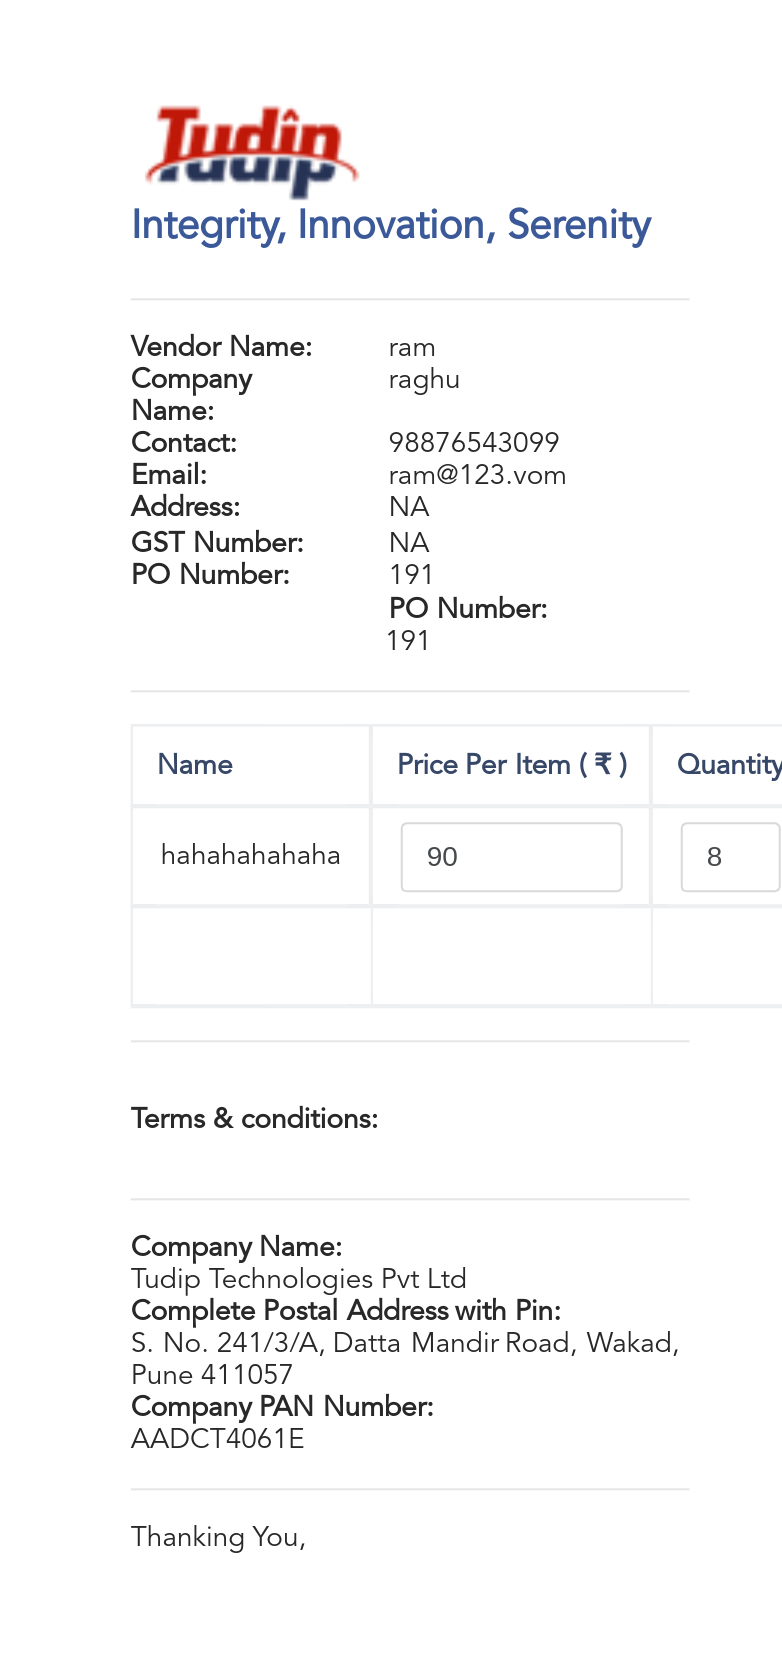 Tudip
Integrity, Innovation, Serenity
Vendor Name: ram
Company Name: raghu
Contact: 98876543099
Email: ram@123.vom
Address: NA
GST Number: NA
PO Number: 191
PO Number:
191
Name Price Per Item ( ₹ ) Quantity
hahahahahaha 90 8
Terms & conditions:
Company Name:
Tudip Technologies Pvt Ltd
Complete Postal Address with Pin:
S. No. 241/3/A, Datta Mandir Road, Wakad,
Pune 411057
Company PAN Number:
AADCT4061E
Thanking You,